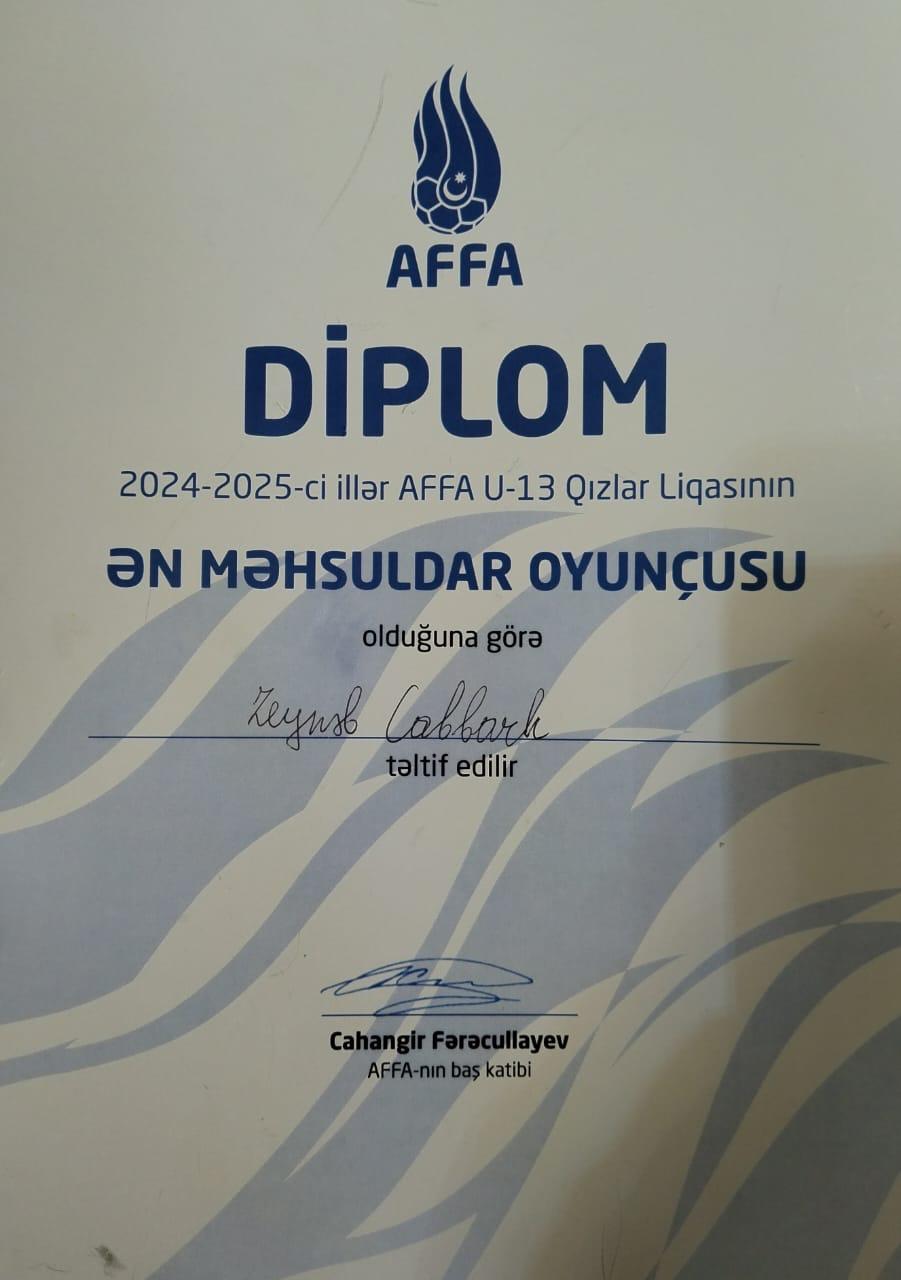 AFFA
DİPLOM
2024-2025-ci illər AFFA U-13 Qızlar Liqasının
ƏN MƏHSULDAR OYUNÇUSU
olduğuna görə
Zeynəb Cabbarlı
təltif edilir
Cahangir Fərəcullayev
AFFA-nın baş katibi